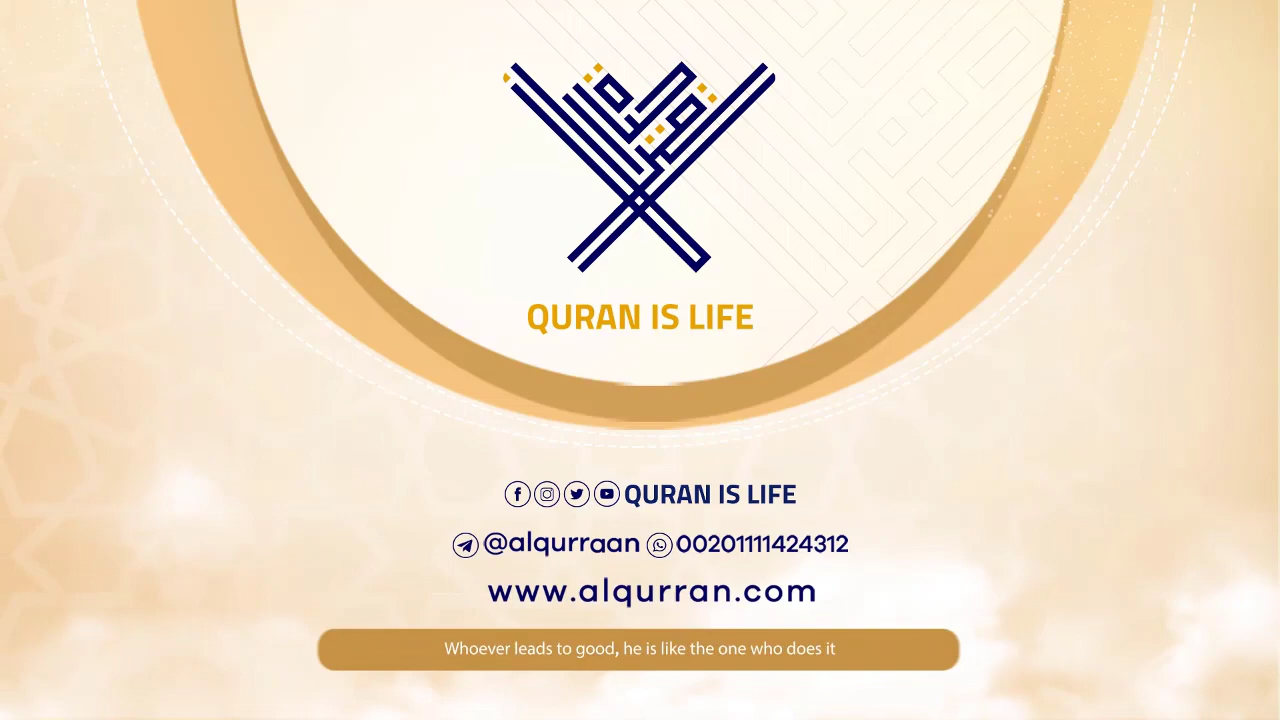 QURAN IS LIFE
QURAN IS LIFE
@alqurraan 00201111424312
www.alqurran.com
Whoever leads to good, he is like the one who does it